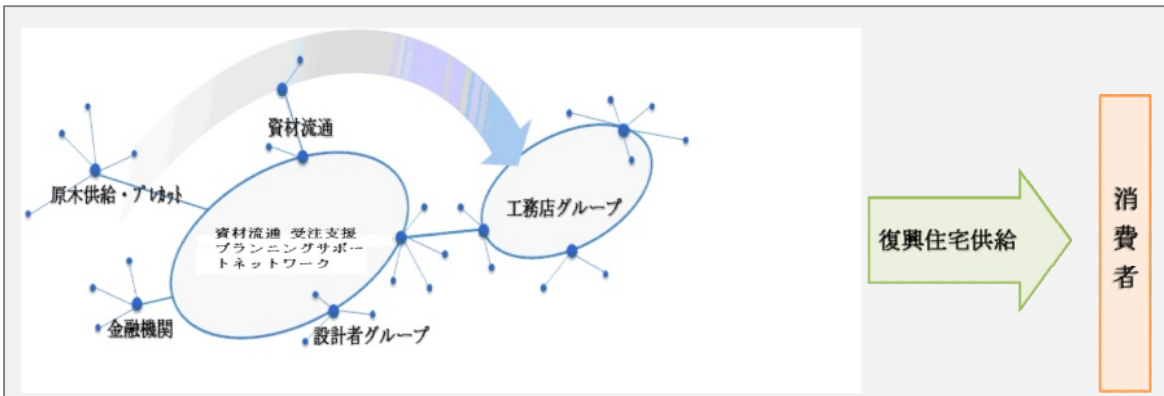 資材流通
原木供給・プレカット
資材流通 受注支援
プランニングサポー
トネットワーク
金融機関
設計者グループ
工務店グループ
復興住宅供給
消費者